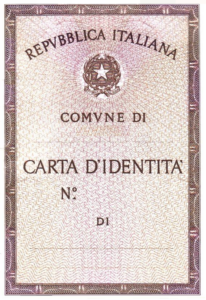 REPVBBLICA ITALIANA
COMVNE DI
CARTA D'IDENTITA'
N°.
DI